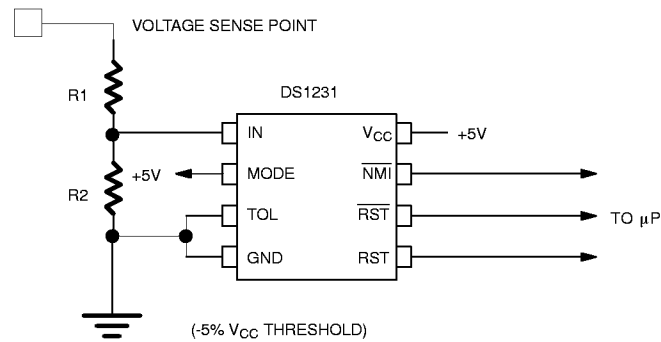 VOLTAGE SENSE POINT
R1
DS1231
IN
VCC
+5V
R2
+5V
MODE
NMI
TOL
RST
TO µP
GND
RST
(-5% VCC THRESHOLD)